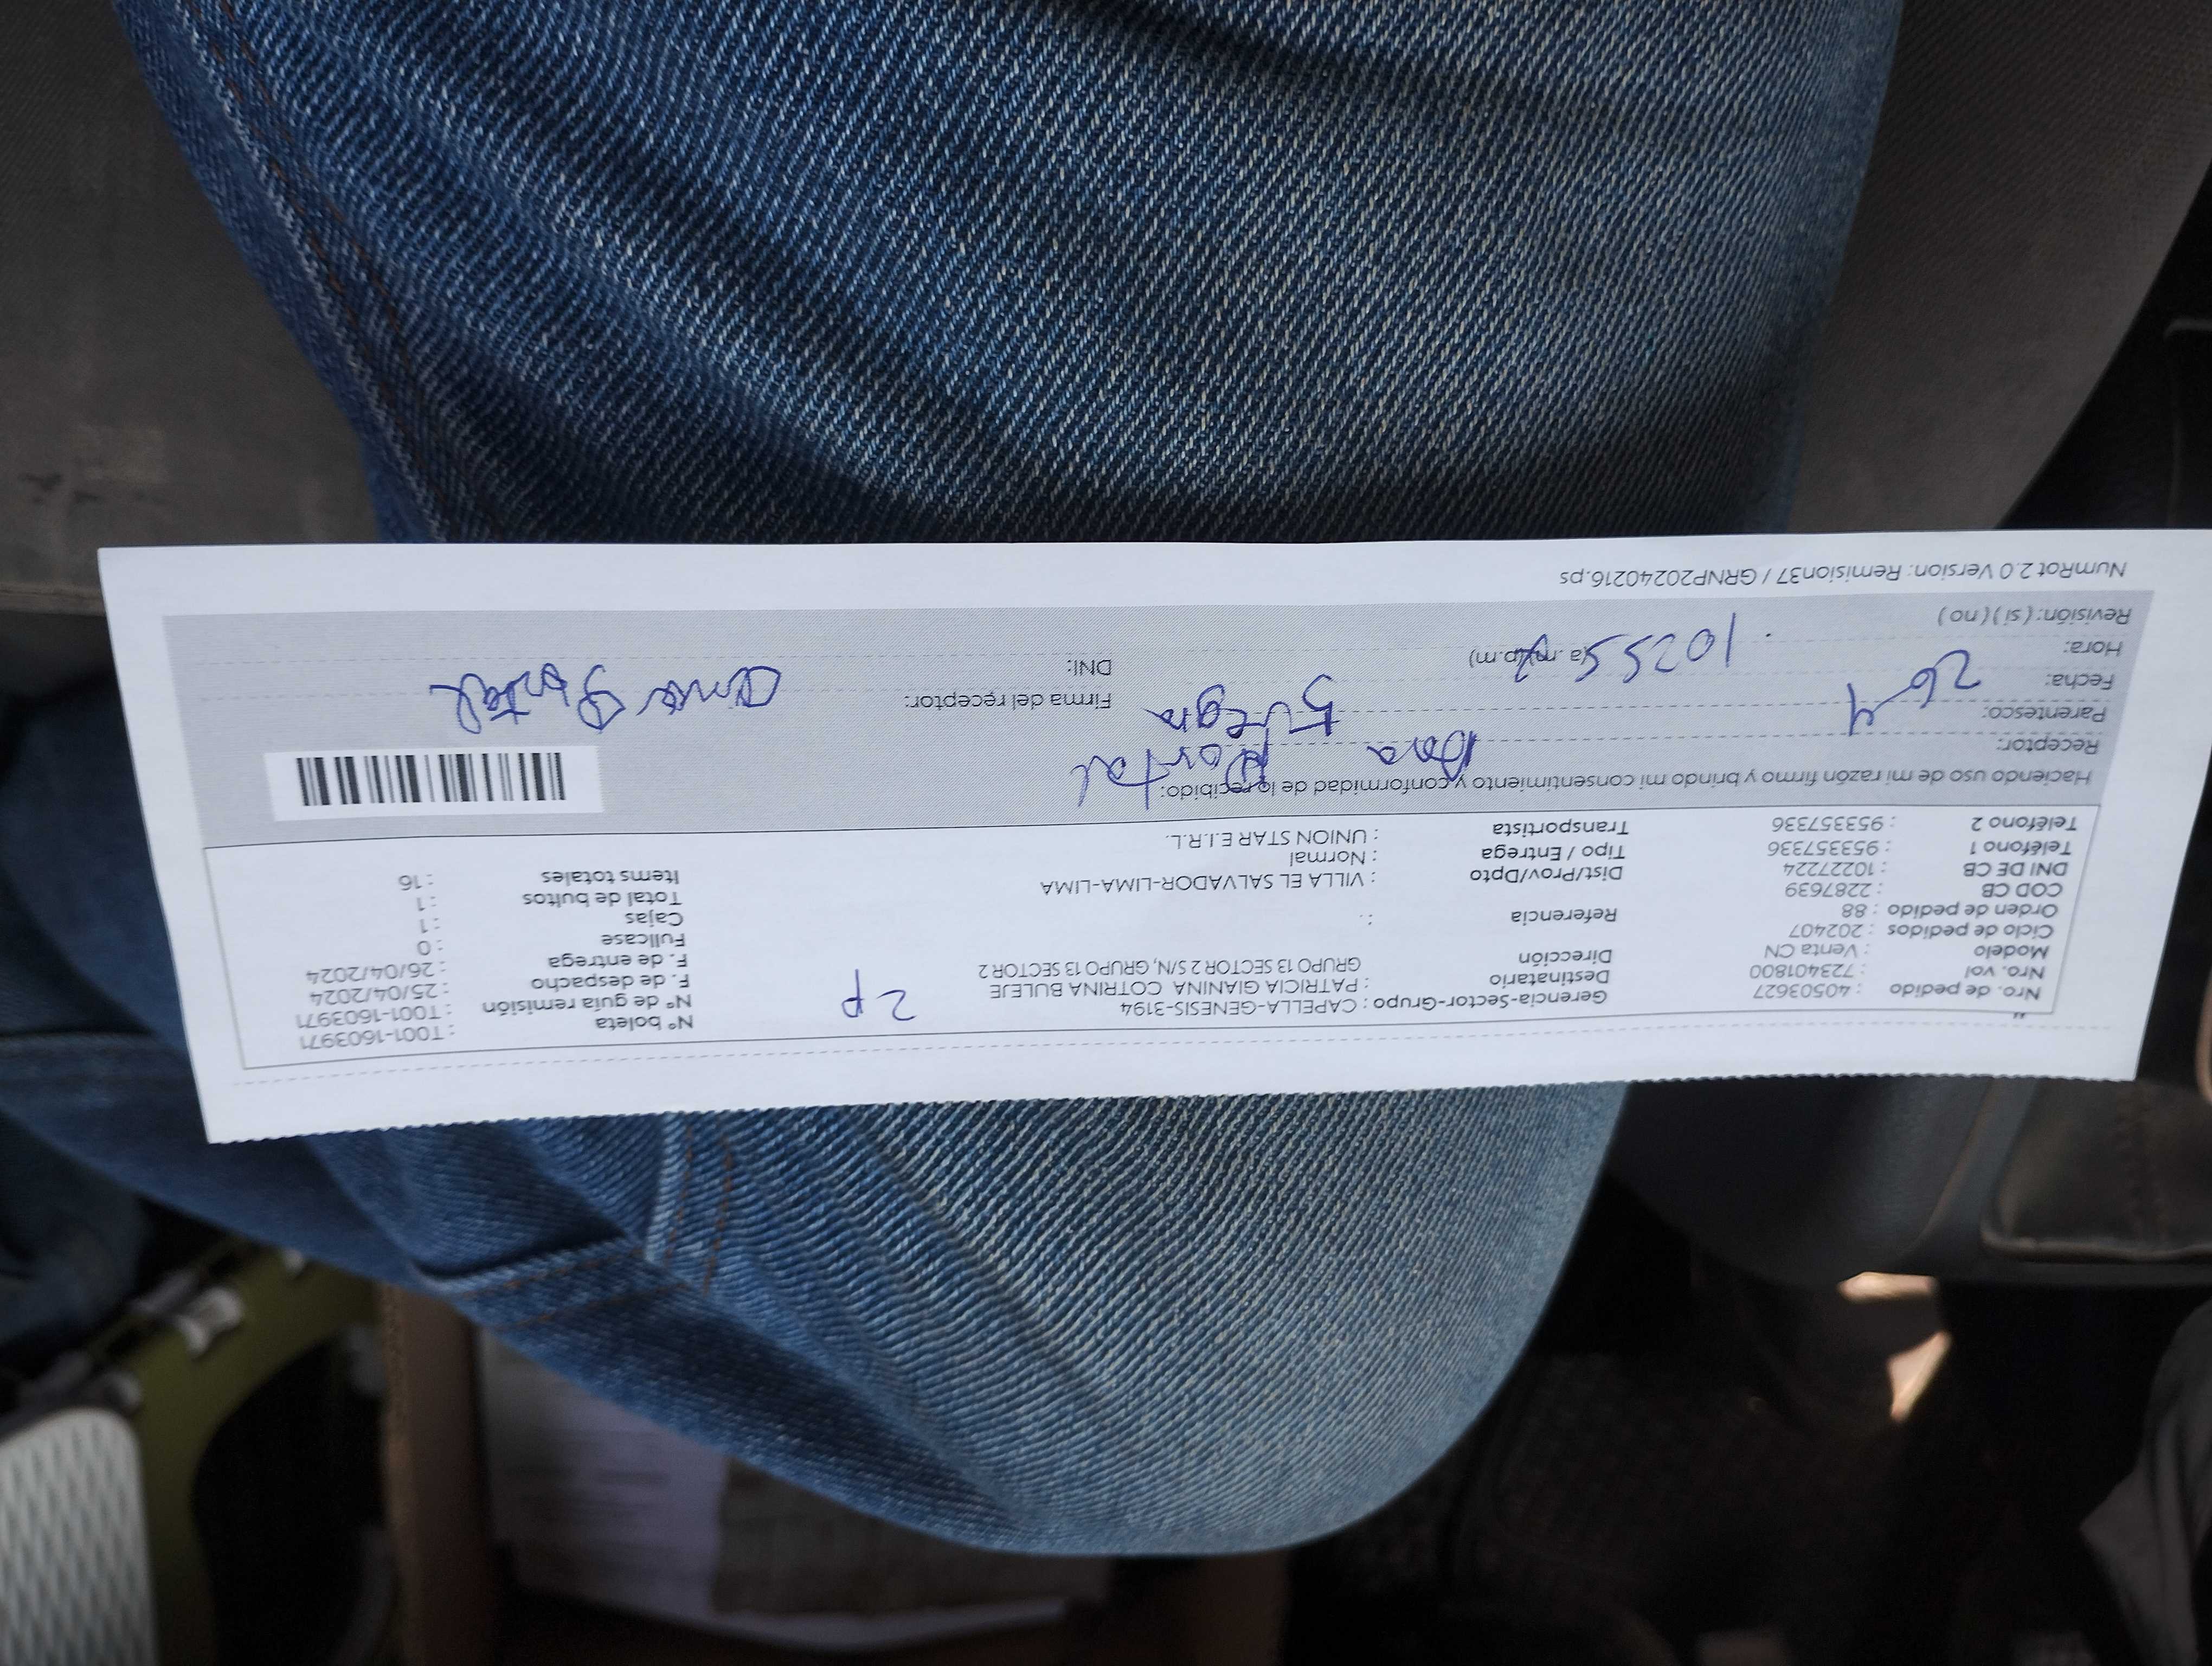 Nro. de pedido : 40503627
Nro. vol : 723401800
Modelo : Venta CN
Ciclo de pedidos : 202407
Orden de pedido : 88
COD CB : 2287639
DNI DE CB : 10227224
Teléfono 1 : 953357336
Teléfono 2 : 953357336
Gerencia-Sector-Grupo : CAPELLA-GENESIS-3194
Destinatario : PATRICIA GIANINA COTRINA BULEJE
Dirección GRUPO 13 SECTOR 2 S/N, GRUPO 13 SECTOR 2
Referencia : .
Dist/Prov/Dpto : VILLA EL SALVADOR-LIMA-LIMA
Tipo / Entrega : Normal
Transportista : UNION STAR E.I.R.L.
2P
N° boleta : T001-1603971
N° de guía remisión : T001-1603971
F. de despacho : 25/04/2024
F. de entrega : 26/04/2024
Fullcase : 0
Cajas : 1
Total de bultos : 1
Items totales : 16
Haciendo uso de mi razón firmo y brindo mi consentimiento y conformidad de lo recibido:
Receptor: Ana Portal
Parentesco: Suegra
Fecha: 26 4
Hora: 1025 (a.m)(p.m)
Revisión: ( si ) ( no )
Firma del receptor: Ana Portal
DNI:
NumRot 2.0 Version: Remision37 / GRNP20240216.ps